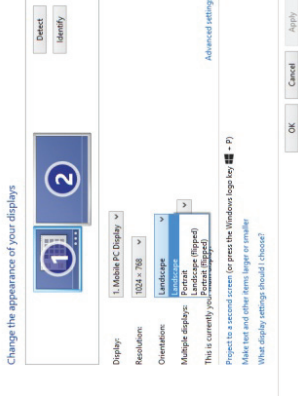 Change the appearance of your displays
1
2
Detect
Identify
Display:
1. Mobile PC Display
Resolution:
1024 × 768
Orientation:
Landscape
Landscape
Portrait
Landscape (flipped)
Portrait (flipped)
Multiple displays:
This is currently your
Advanced settings
Project to a second screen (or press the Windows logo key + P)
Make text and other items larger or smaller
What display settings should I choose?
OK
Cancel
Apply